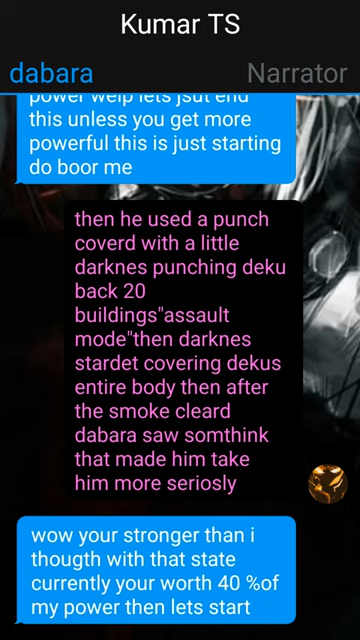 Kumar TS
dabara
Narrator
power welp lets jsut end
this unless you get more
powerful this is just starting
do boor me
then he used a punch
coverd with a little
darknes punching deku
back 20
buildings"assault
mode"then darknes
stardet covering dekus
entire body then after
the smoke cleard
dabara saw somthink
that made him take
him more seriosly
wow your stronger than i
thougth with that state
currently your worth 40 %of
my power then lets start